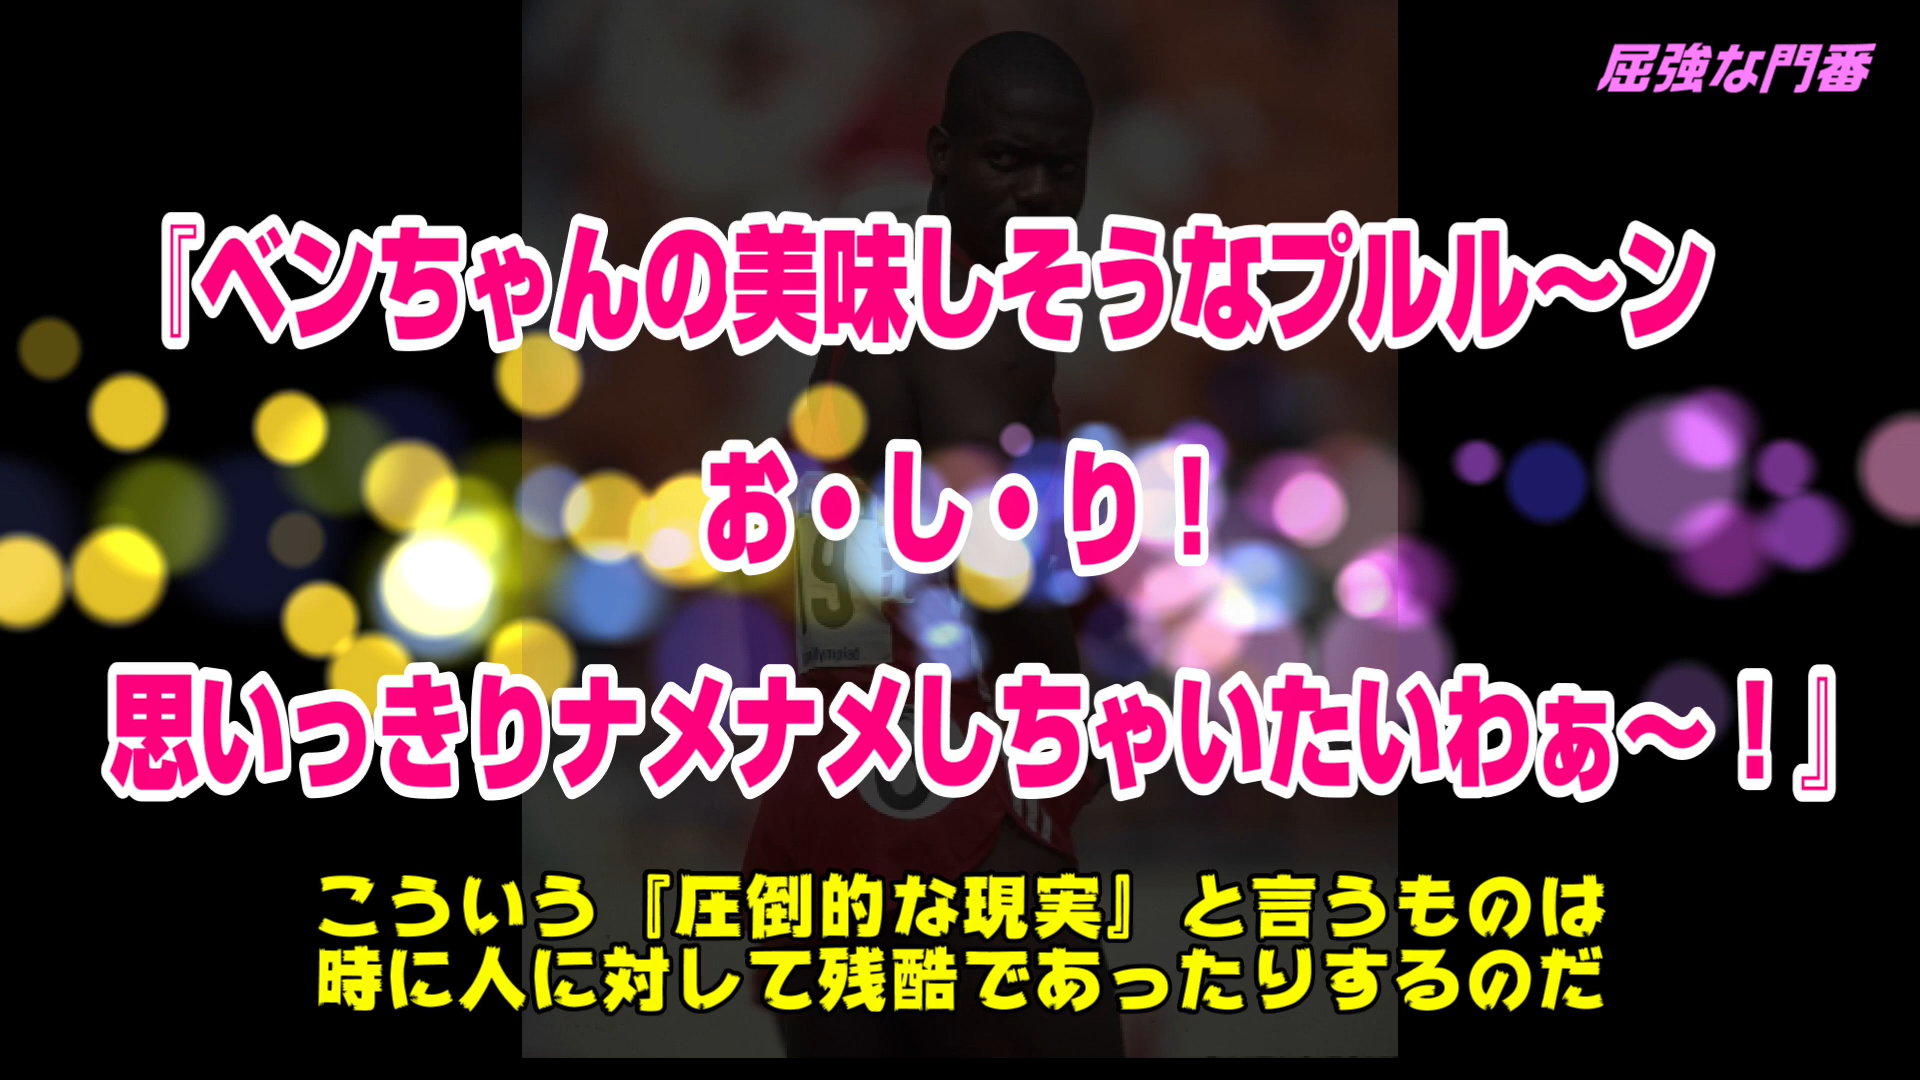 屈強な門番
『ベンちゃんの美味しそうなプルル～ン
お・し・り！
思いっきりナメナメしちゃいたいわぁ～！』
こういう『圧倒的な現実』と言うものは
時に人に対して残酷であったりするのだ